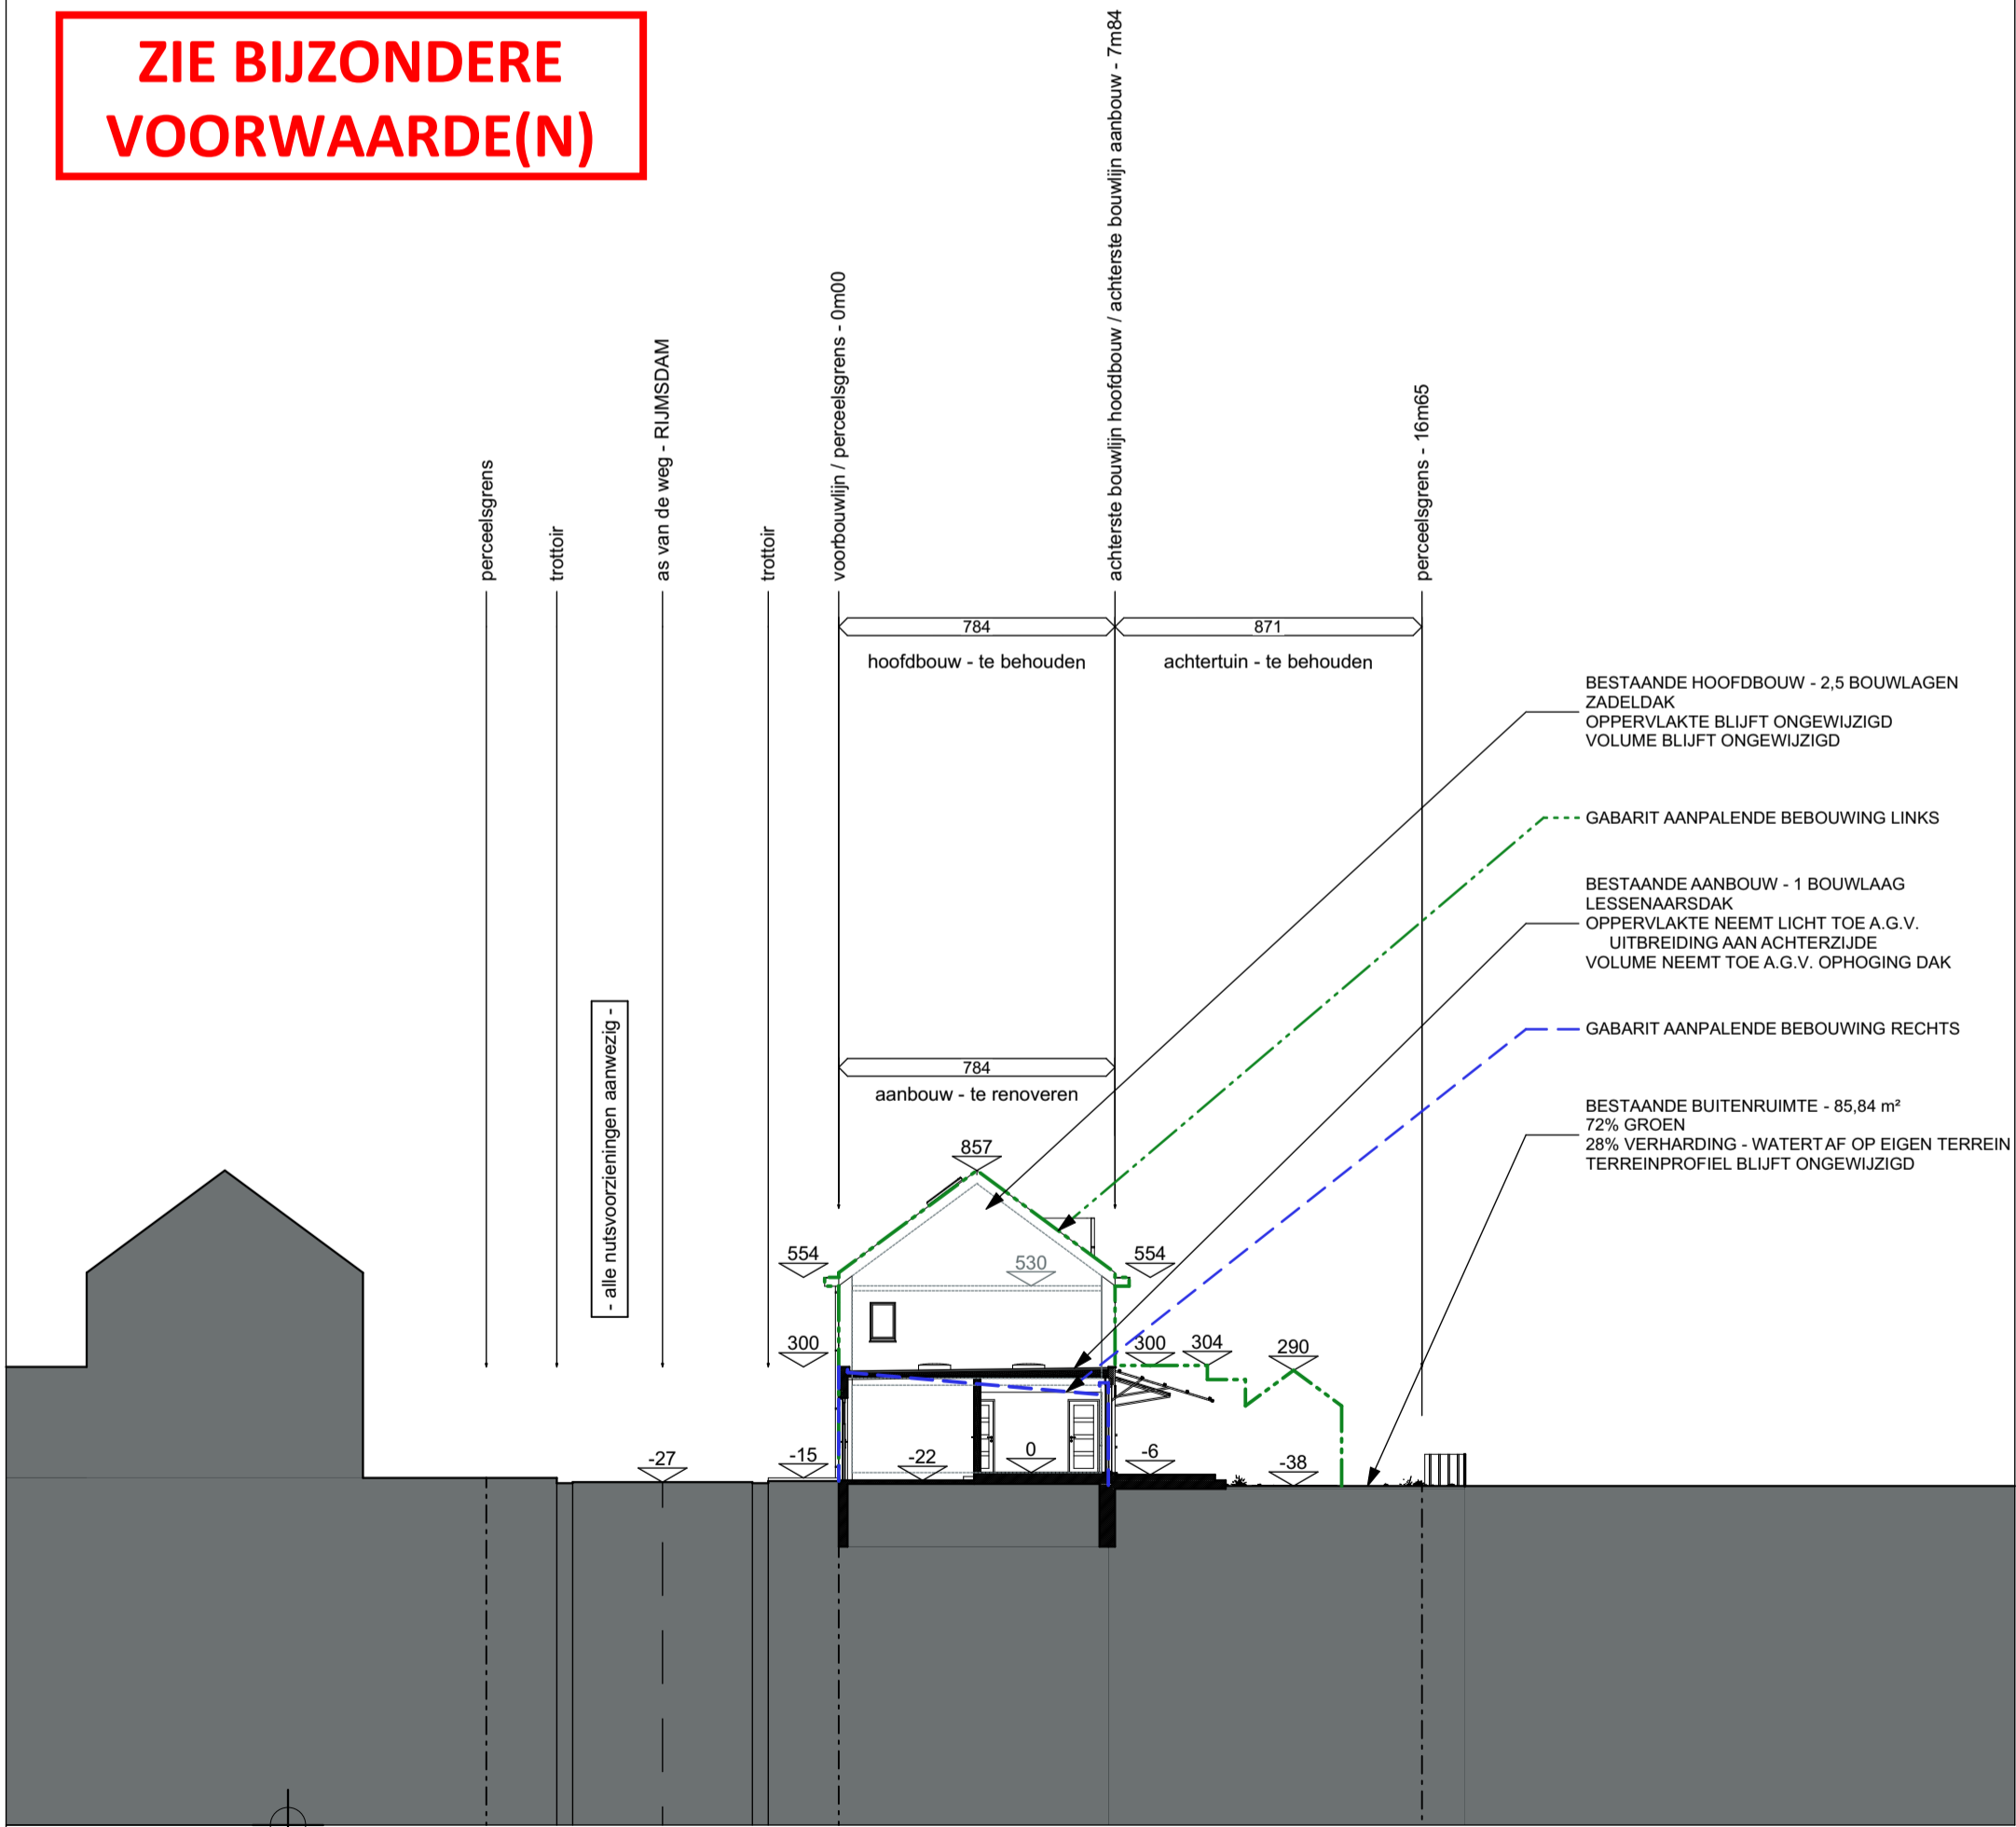 ZIE BIJZONDERE
VOORWAARDE(N)
perceelsgrens
trottoir
as van de weg - RIJMSDAM
trottoir
voorbouwlijn / perceelsgrens - 0m00
achterste bouwlijn hoofdbouw / achterste bouwlijn aanbouw - 7m84
perceelsgrens - 16m65
784
871
hoofdbouw - te behouden
achtertuin - te behouden
BESTAANDE HOOFDBOUW - 2,5 BOUWLAGEN
ZADELDAK
OPPERVLAKTE BLIJFT ONGEWIJZIGD
VOLUME BLIJFT ONGEWIJZIGD
GABARIT AANPALENDE BEBOUWING LINKS
BESTAANDE AANBOUW - 1 BOUWLAAG
LESSENAARSDAK
OPPERVLAKTE NEEMT LICHT TOE A.G.V.
UITBREIDING AAN ACHTERZIJDE
VOLUME NEEMT TOE A.G.V. OPHOGING DAK
GABARIT AANPALENDE BEBOUWING RECHTS
- alle nutsvoorzieningen aanwezig -
784
aanbouw - te renoveren
BESTAANDE BUITENRUIMTE - 85,84 m²
72% GROEN
28% VERHARDING - WATERT AF OP EIGEN TERREIN
TERREINPROFIEL BLIJFT ONGEWIJZIGD
857
554
530
554
300
300
304
290
-27
-15
-22
0
-6
-38